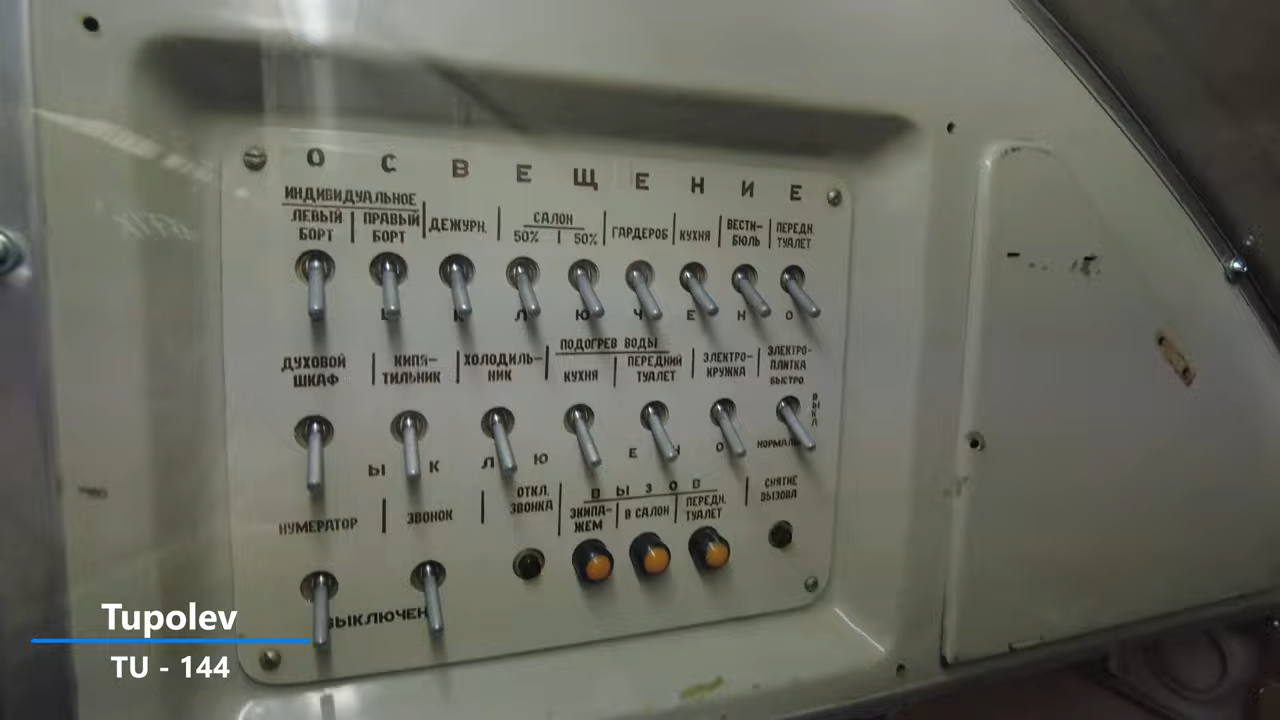 О С В Е Щ Е Н И Е
ИНДИВИДУАЛЬНОЕ
ЛЕВЫЙ БОРТ
ПРАВЫЙ БОРТ
ДЕЖУРН.
САЛОН
50% 50%
ГАРДЕРОБ
КУХНЯ
ВЕСТИ-
БЮЛЬ
ПЕРЕДН.
ТУАЛЕТ
Ы К Л Ю Ч Е Н О
ДУХОВОЙ
ШКАФ
КИПЯ-
ТИЛЬНИК
ХОЛОДИЛЬ-
НИК
ПОДОГРЕВ ВОДЫ
КУХНЯ
ПЕРЕДНИЙ
ТУАЛЕТ
ЭЛЕКТРО-
КРУЖКА
ЭЛЕКТРО-
ПЛИТКА
БЫСТРО
ВЫКЛ
НОРМАЛЬ
Ы К Л Ю Е Н О
НУМЕРАТОР
ЗВОНОК
ОТКЛ.
ЗВОНКА
В Ы З О В
ЭКИПА-
ЖЕМ
В САЛОН
ПЕРЕДН.
ТУАЛЕТ
СНЯТИЕ
ВЫЗОВА
ВЫКЛЮЧЕН
Tupolev
TU - 144